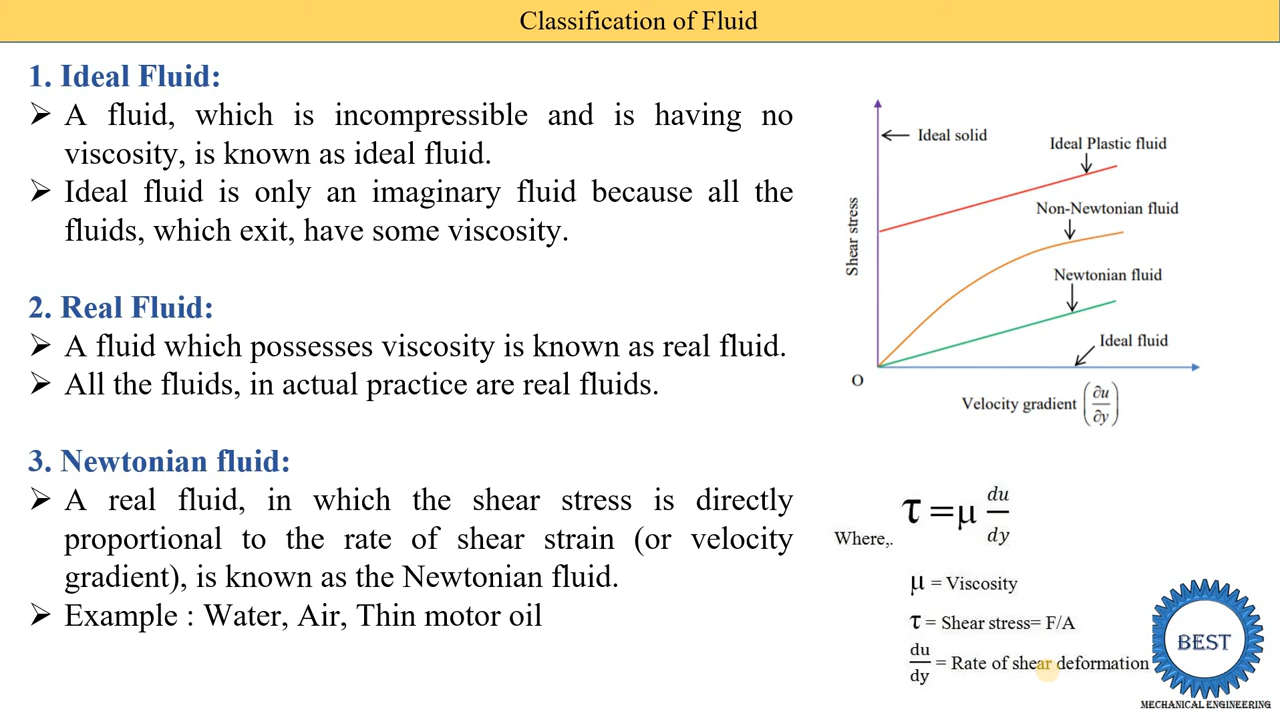 Classification of Fluid
1. Ideal Fluid:
➢ A fluid, which is incompressible and is having no
viscosity, is known as ideal fluid.
➢ Ideal fluid is only an imaginary fluid because all the
fluids, which exit, have some viscosity.
2. Real Fluid:
➢ A fluid which possesses viscosity is known as real fluid.
➢ All the fluids, in actual practice are real fluids.
3. Newtonian fluid:
➢ A real fluid, in which the shear stress is directly
proportional to the rate of shear strain (or velocity
gradient), is known as the Newtonian fluid.
➢ Example : Water, Air, Thin motor oil
Ideal solid
Ideal Plastic fluid
Non-Newtonian fluid
Newtonian fluid
Ideal fluid
Shear stress
O
Velocity gradient (∂u/∂y)
τ = μ du/dy
Where,.
μ = Viscosity
τ = Shear stress= F/A
du/dy = Rate of shear deformation
BEST
MECHANICAL ENGINEERING